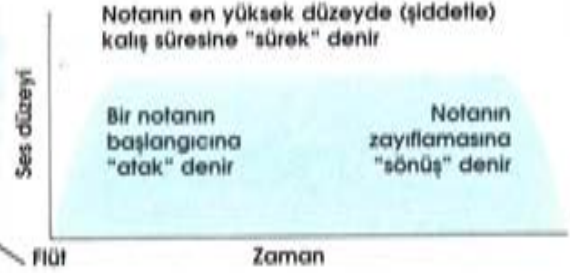 Notanın en yüksek düzeyde (şiddetle)
kalış süresine "sürek" denir
Ses düzeyi
Bir notanın
başlangıcına
"atak" denir
Notanın
zayıflamasına
"sönüş" denir
Flüt
Zaman